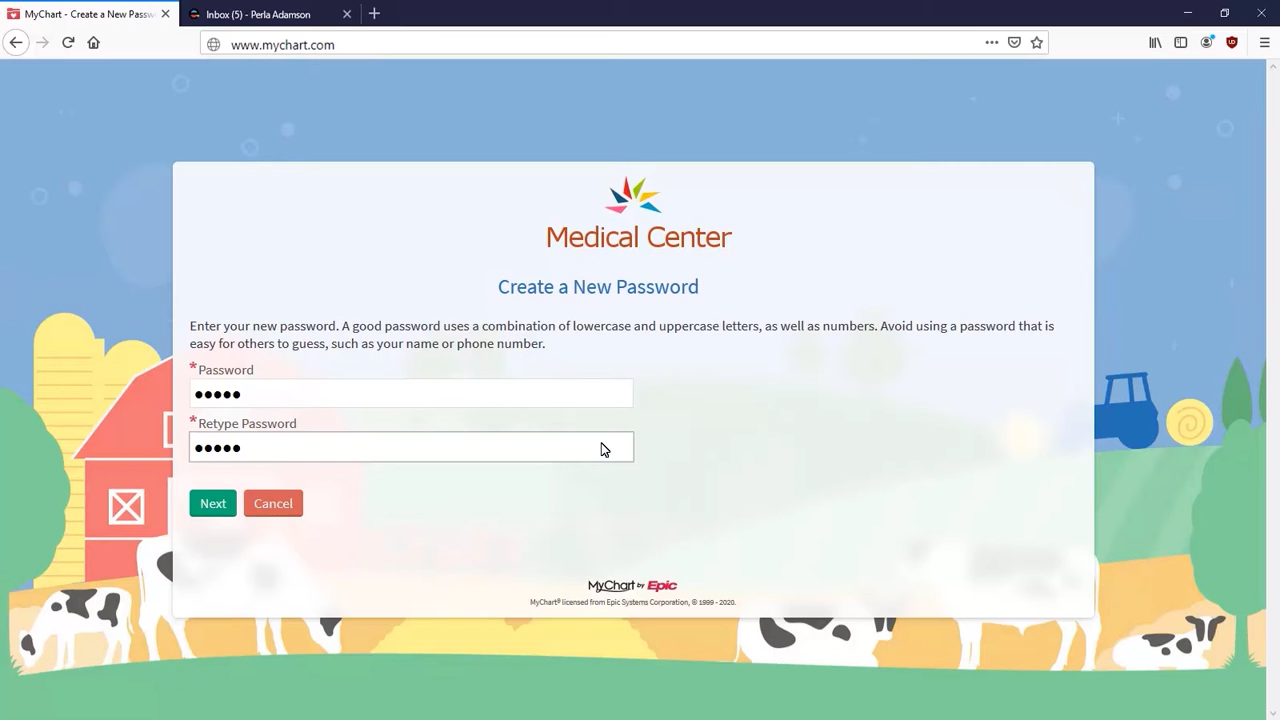 MyChart - Create a New Passw
Inbox (5) - Perla Adamson
www.mychart.com
Medical Center
Create a New Password
Enter your new password. A good password uses a combination of lowercase and uppercase letters, as well as numbers. Avoid using a password that is
easy for others to guess, such as your name or phone number.
*Password
•••••
*Retype Password
•••••
Next Cancel
MyChart by Epic
MyChart® licensed from Epic Systems Corporation, © 1999 - 2020.